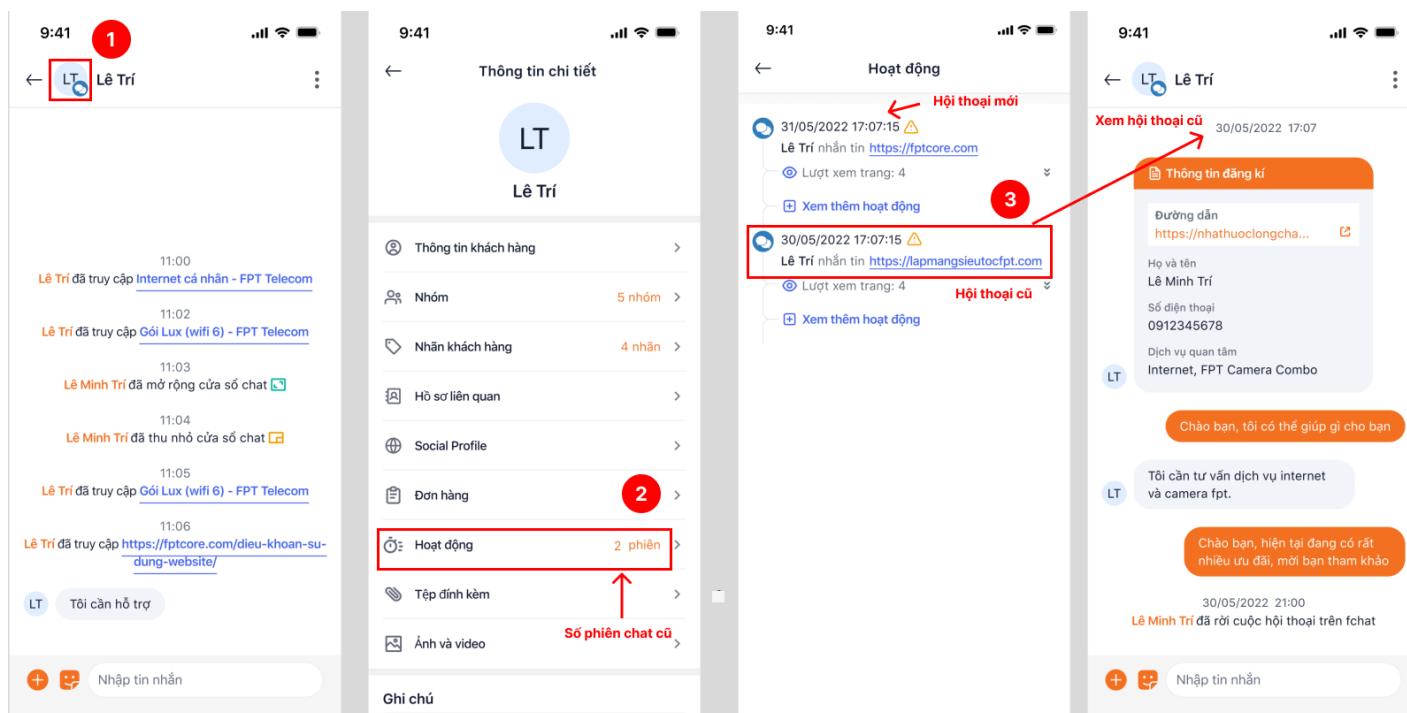 9:41
1
LT
Lê Trí
11:00
Lê Trí đã truy cập Internet cá nhân - FPT Telecom
11:02
Lê Trí đã truy cập Gói Lux (wifi 6) - FPT Telecom
11:03
Lê Minh Trí đã mở rộng cửa sổ chat
11:04
Lê Minh Trí đã thu nhỏ cửa sổ chat
11:05
Lê Trí đã truy cập Gói Lux (wifi 6) - FPT Telecom
11:06
Lê Trí đã truy cập https://fptcore.com/dieu-khoan-su-
dung-website/
LT
Tôi cần hỗ trợ
Nhập tin nhắn
9:41
Thông tin chi tiết
LT
Lê Trí
Thông tin khách hàng
Nhóm 5 nhóm
Nhãn khách hàng 4 nhãn
Hồ sơ liên quan
Social Profile
Đơn hàng
2
Hoạt động 2 phiên
Tệp đính kèm
Số phiên chat cũ
Ảnh và video
Ghi chú
9:41
Hoạt động
Hội thoại mới
31/05/2022 17:07:15
Lê Trí nhắn tin https://fptcore.com
Lượt xem trang: 4
3
Xem thêm hoạt động
30/05/2022 17:07:15
Lê Trí nhắn tin https://lapmangsieutocfpt.com
Lượt xem trang: 4
Hội thoại cũ
Xem thêm hoạt động
9:41
LT
Lê Trí
Xem hội thoại cũ
30/05/2022 17:07
Thông tin đăng kí
Đường dẫn
https://nhathuoclongcha...
Họ và tên
Lê Minh Trí
Số điện thoại
0912345678
Dịch vụ quan tâm
Internet, FPT Camera Combo
LT
Chào bạn, tôi có thể giúp gì cho bạn
Tôi cần tư vấn dịch vụ internet
và camera fpt.
LT
Chào bạn, hiện tại đang có rất
nhiều ưu đãi, mời bạn tham khảo
30/05/2022 21:00
Lê Minh Trí đã rời cuộc hội thoại trên fchat
Nhập tin nhắn